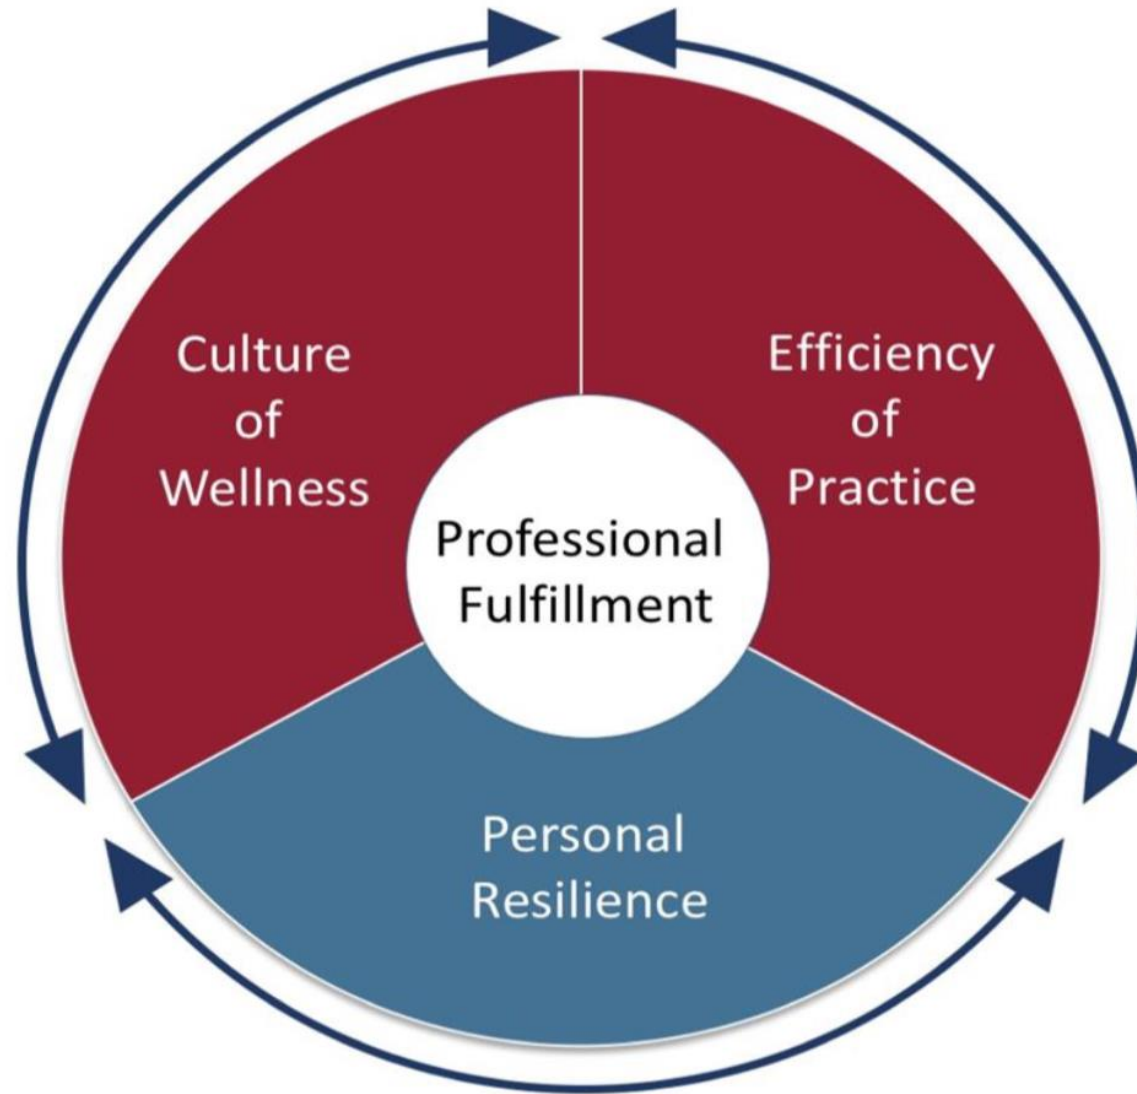 Culture
of
Wellness
Efficiency
of
Practice
Professional
Fulfillment
Personal
Resilience